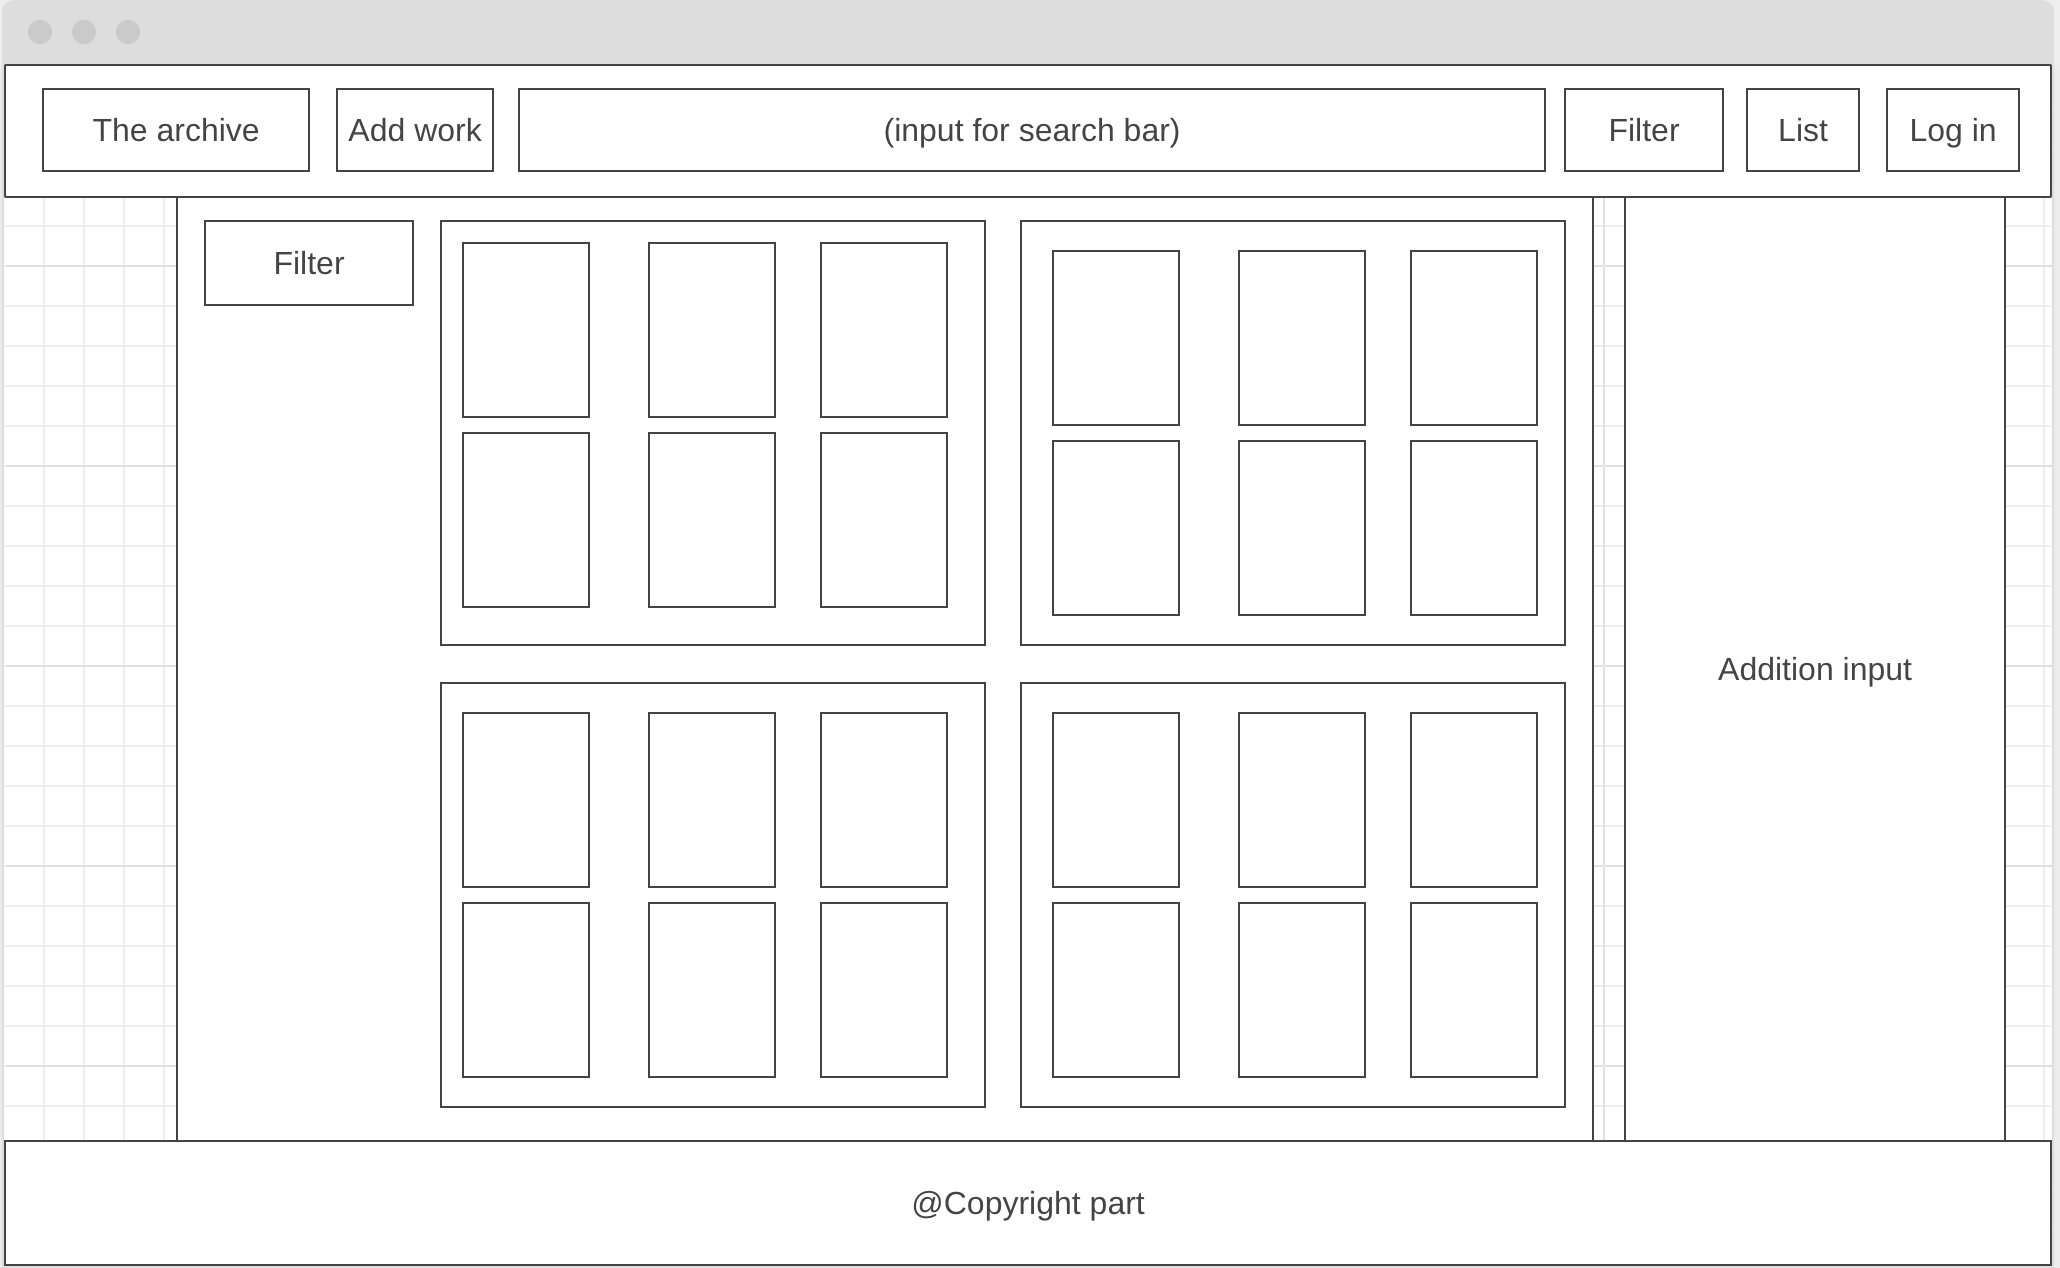 The archive
Add work
(input for search bar)
Filter
List
Log in
Filter
Addition input
@Copyright part